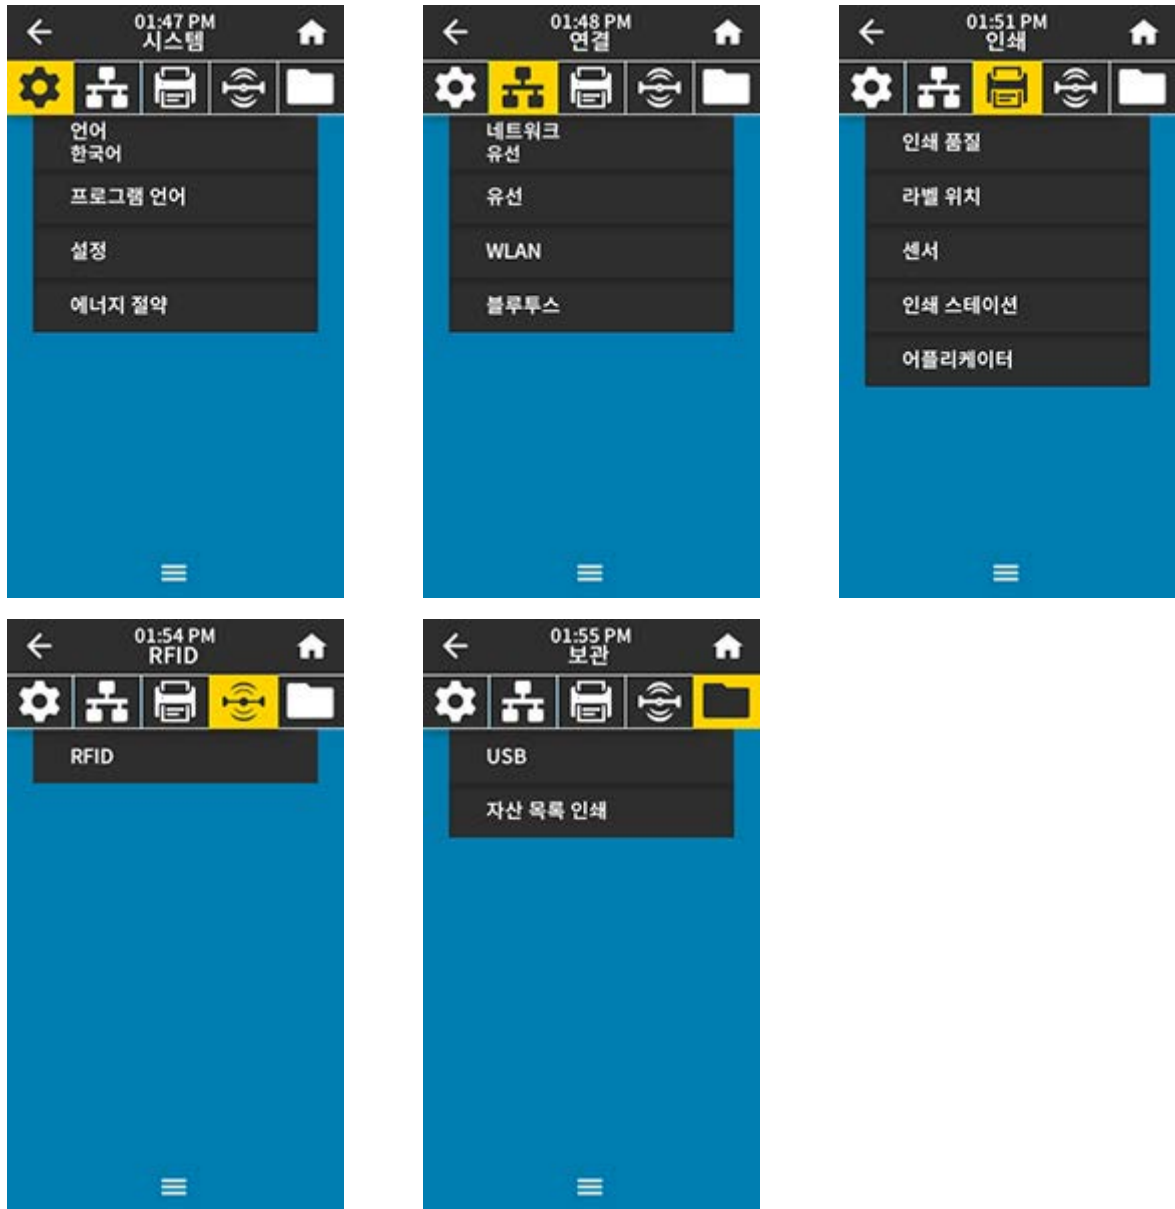 01:47 PM
시스템
언어
한국어
프로그램 언어
설정
에너지 절약
01:48 PM
연결
네트워크
유선
유선
WLAN
블루투스
01:51 PM
인쇄
인쇄 품질
라벨 위치
센서
인쇄 스테이션
어플리케이터
01:54 PM
RFID
RFID
01:55 PM
보관
USB
자산 목록 인쇄